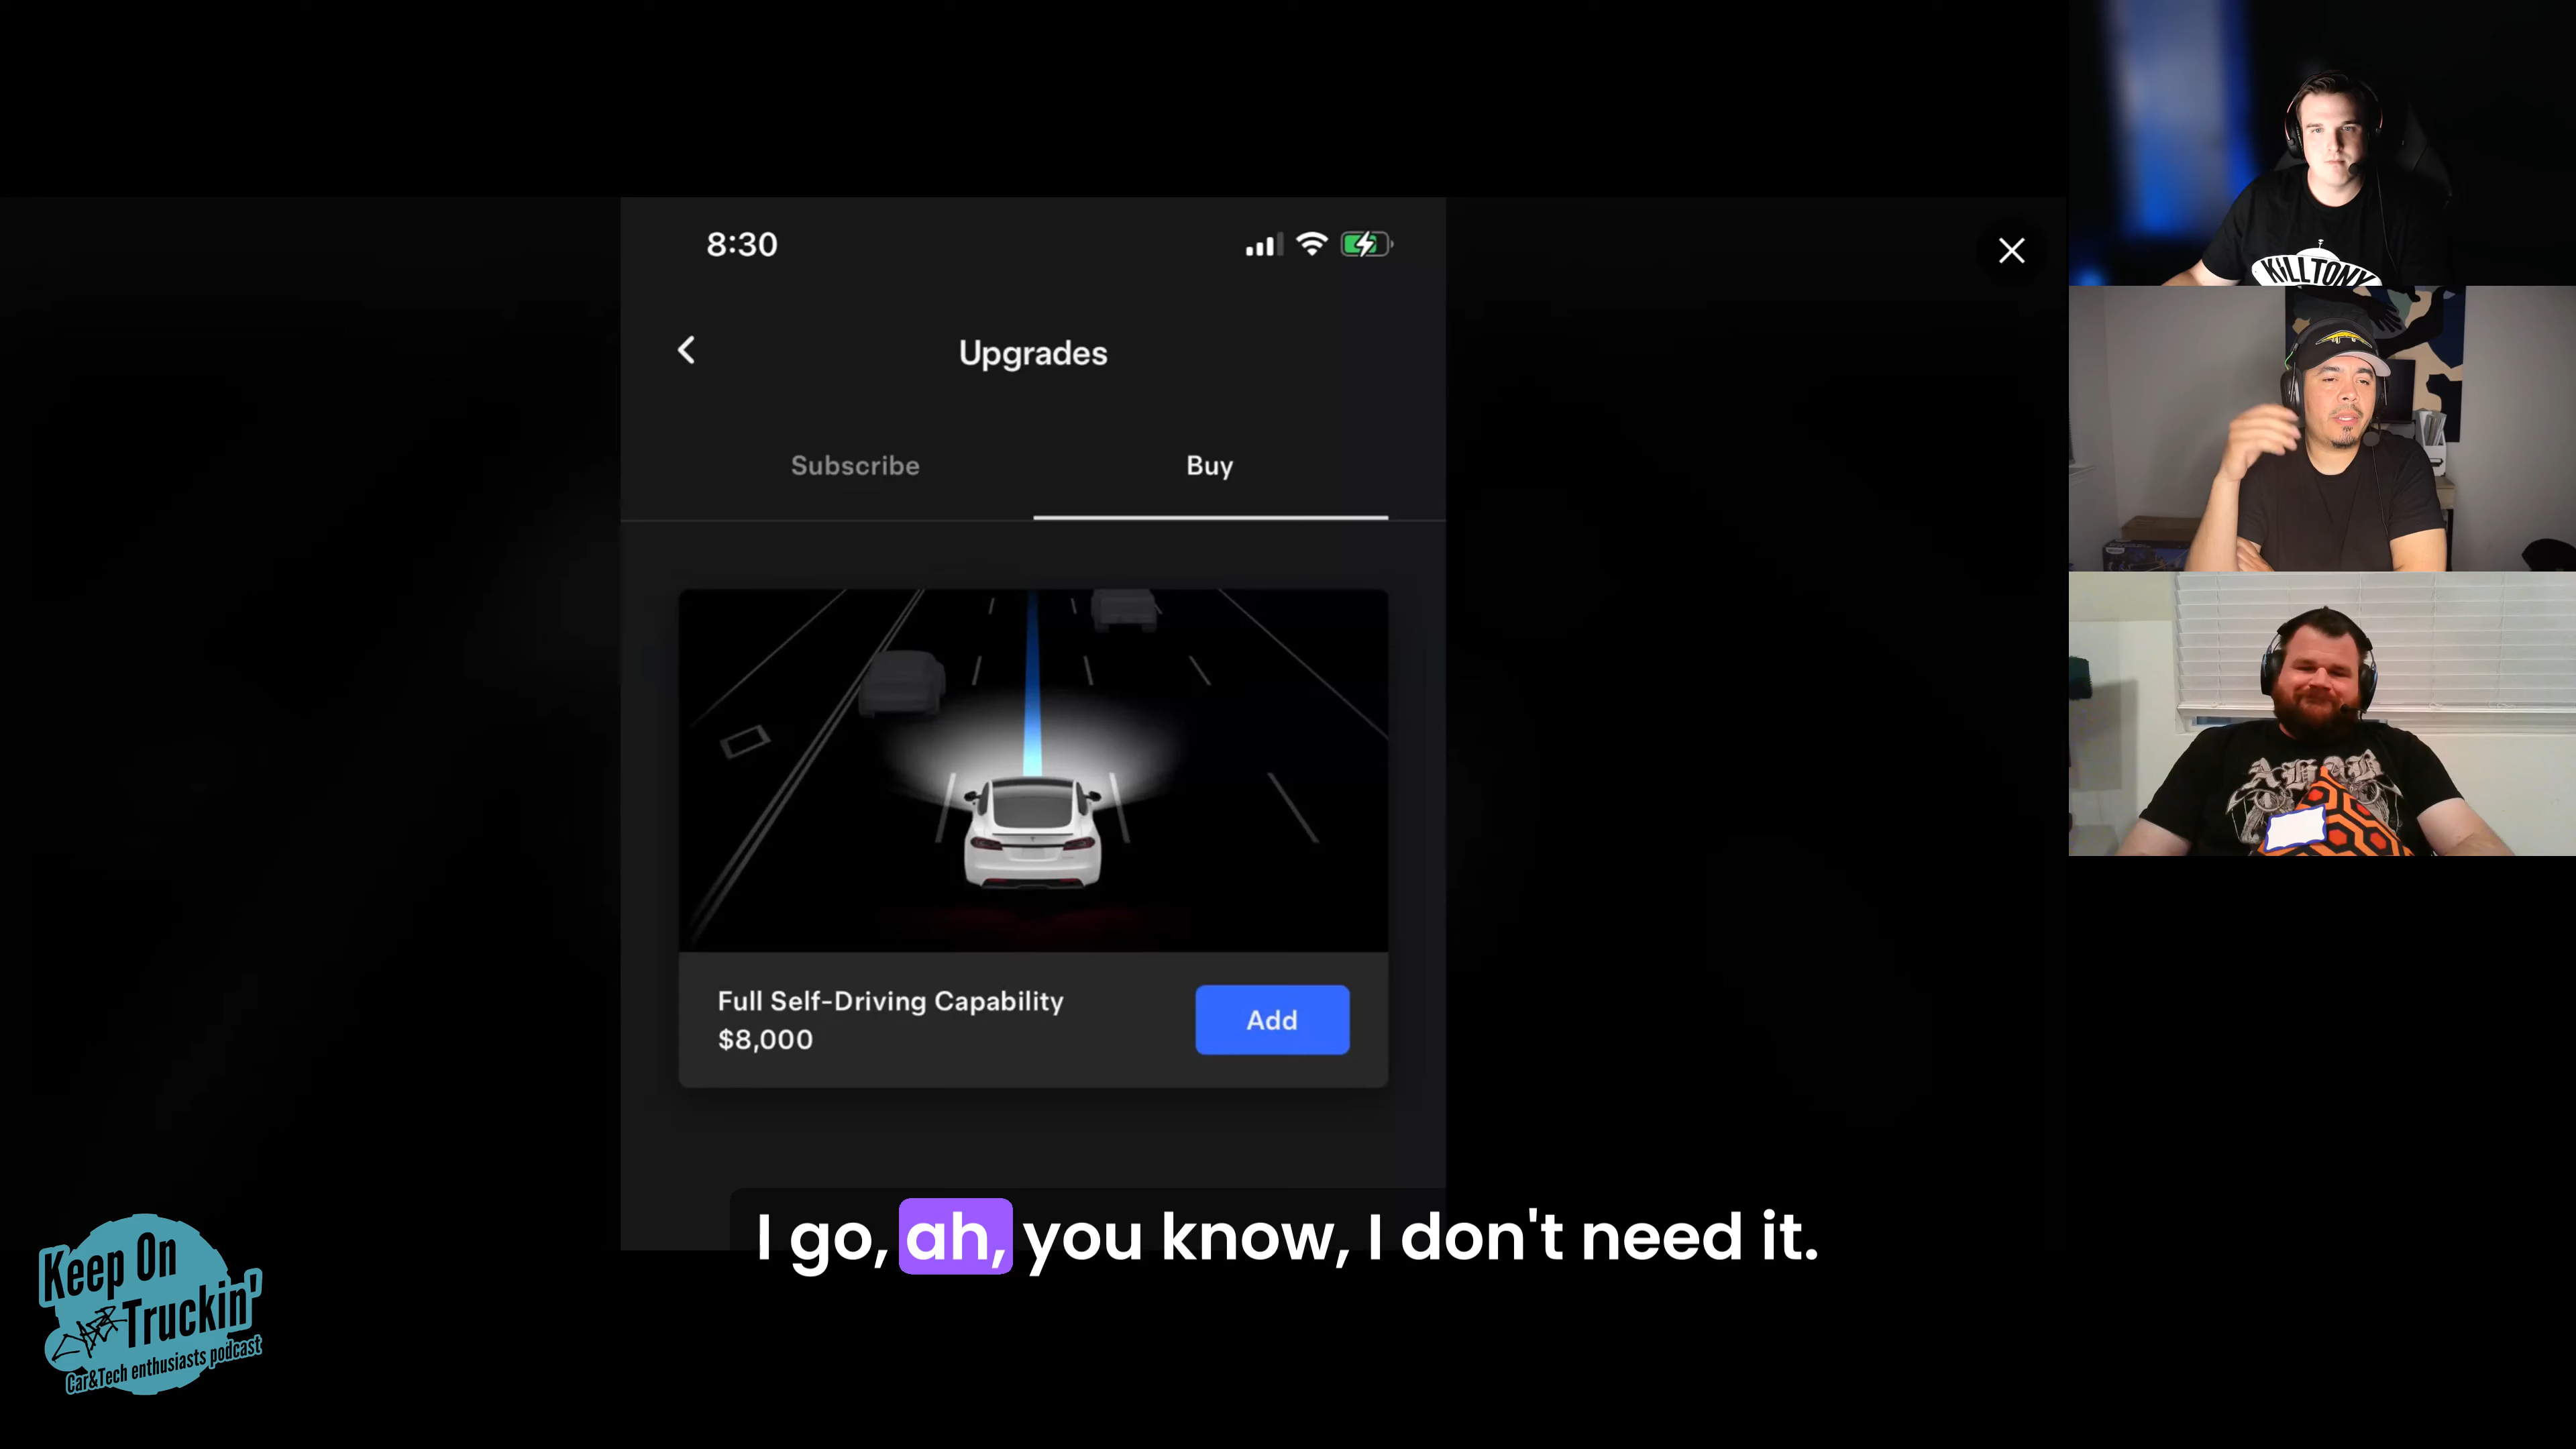 8:30
Upgrades
Subscribe
Buy
Full Self-Driving Capability
$8,000
Add
KILLTONY
I go, ah, you know, I don't need it.
Keep On
Truckin'
Car&Tech enthusiasts podcast